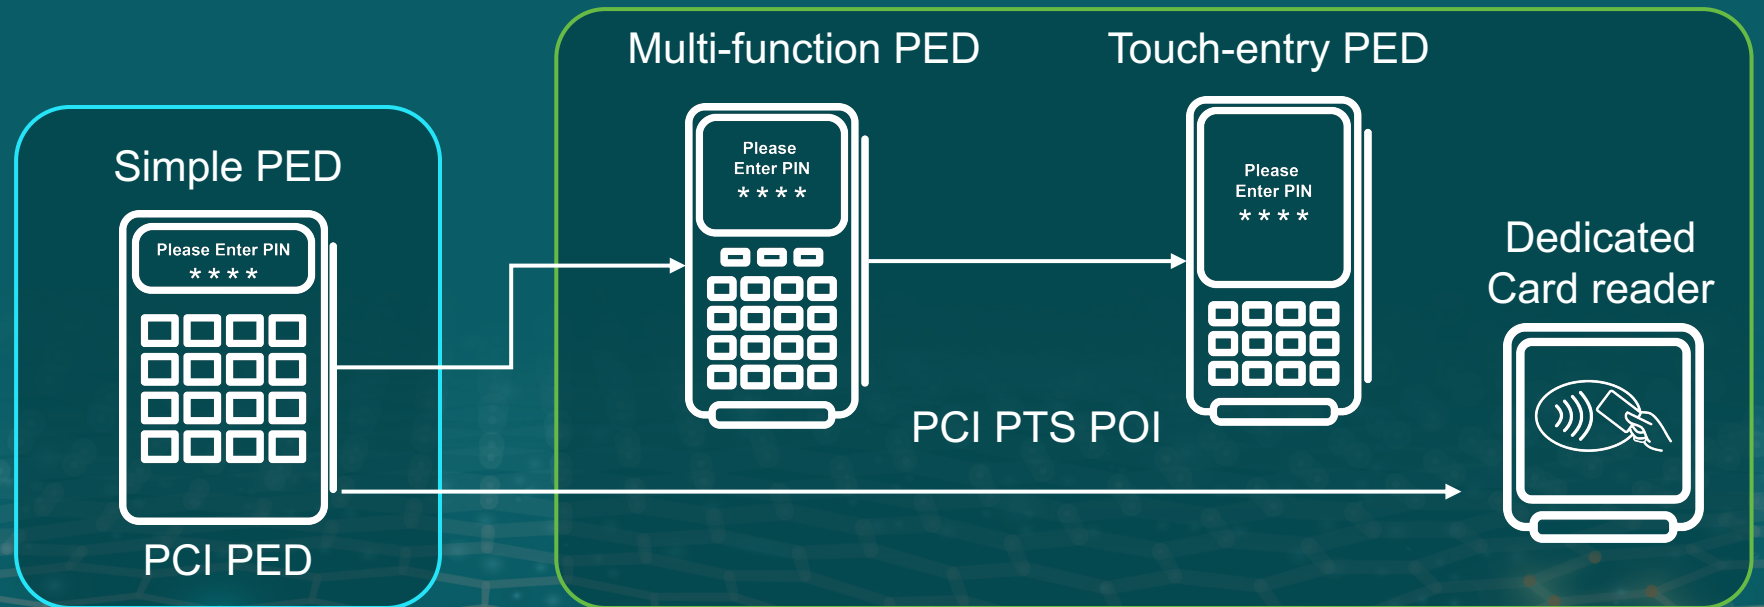 Simple PED
Please Enter PIN
* * * *
PCI PED
Multi-function PED
Please
Enter PIN
* * * *
Touch-entry PED
Please
Enter PIN
* * * *
PCI PTS POI
Dedicated
Card reader